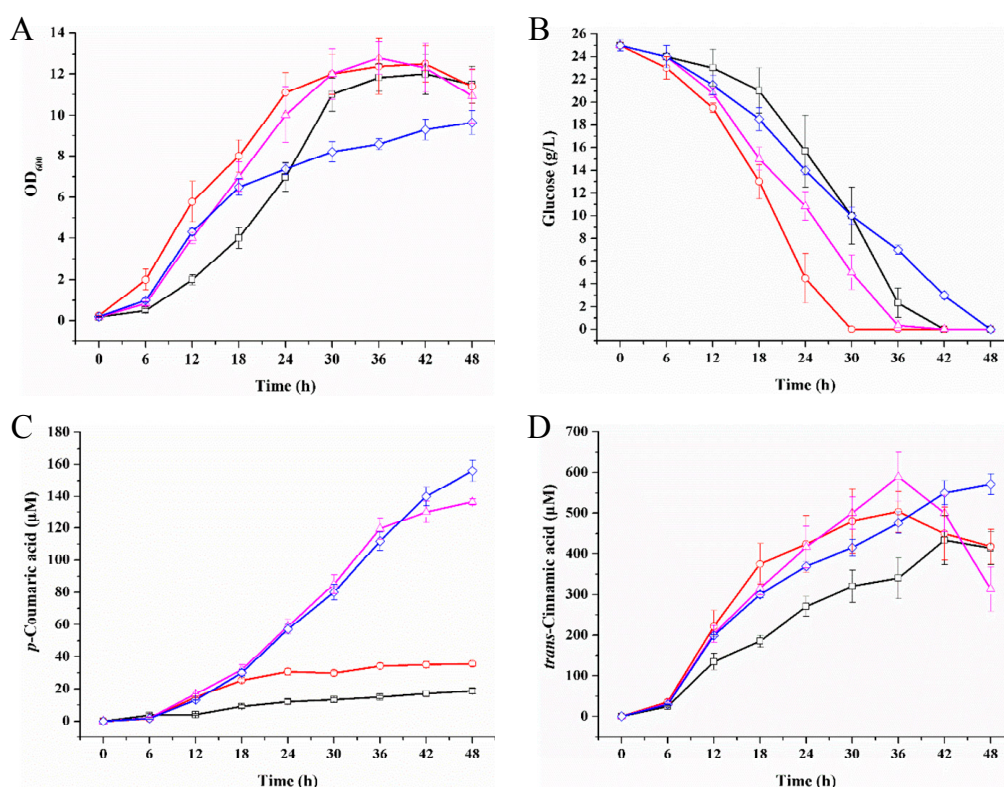 A
OD600
14
12
10
8
6
4
2
0
0 6 12 18 24 30 36 42 48
Time (h)
B
Glucose (g/L)
26
24
22
20
18
16
14
12
10
8
6
4
2
0
0 6 12 18 24 30 36 42 48
Time (h)
C
p-Coumaric acid (μM)
180
160
140
120
100
80
60
40
20
0
0 6 12 18 24 30 36 42 48
Time (h)
D
trans-Cinnamic acid (μM)
700
600
500
400
300
200
100
0
0 6 12 18 24 30 36 42 48
Time (h)